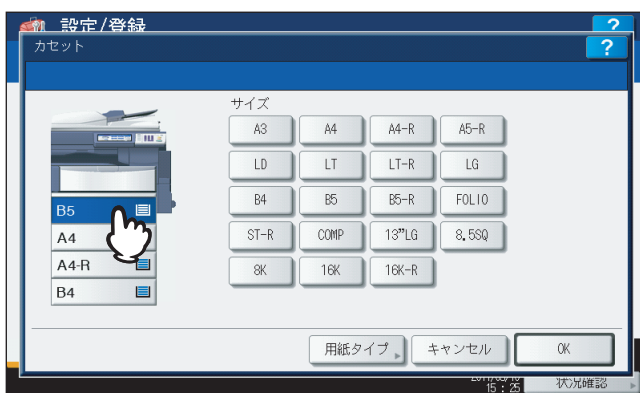 設定/登録 ?
カセット ?
サイズ
A3 A4 A4-R A5-R
LD LT LT-R LG
B4 B5 B5-R FOLIO
ST-R COMP 13"LG 8.5SQ
8K 16K 16K-R
B5
A4
A4-R
B4
用紙タイプ キャンセル OK
15:25 状況確認